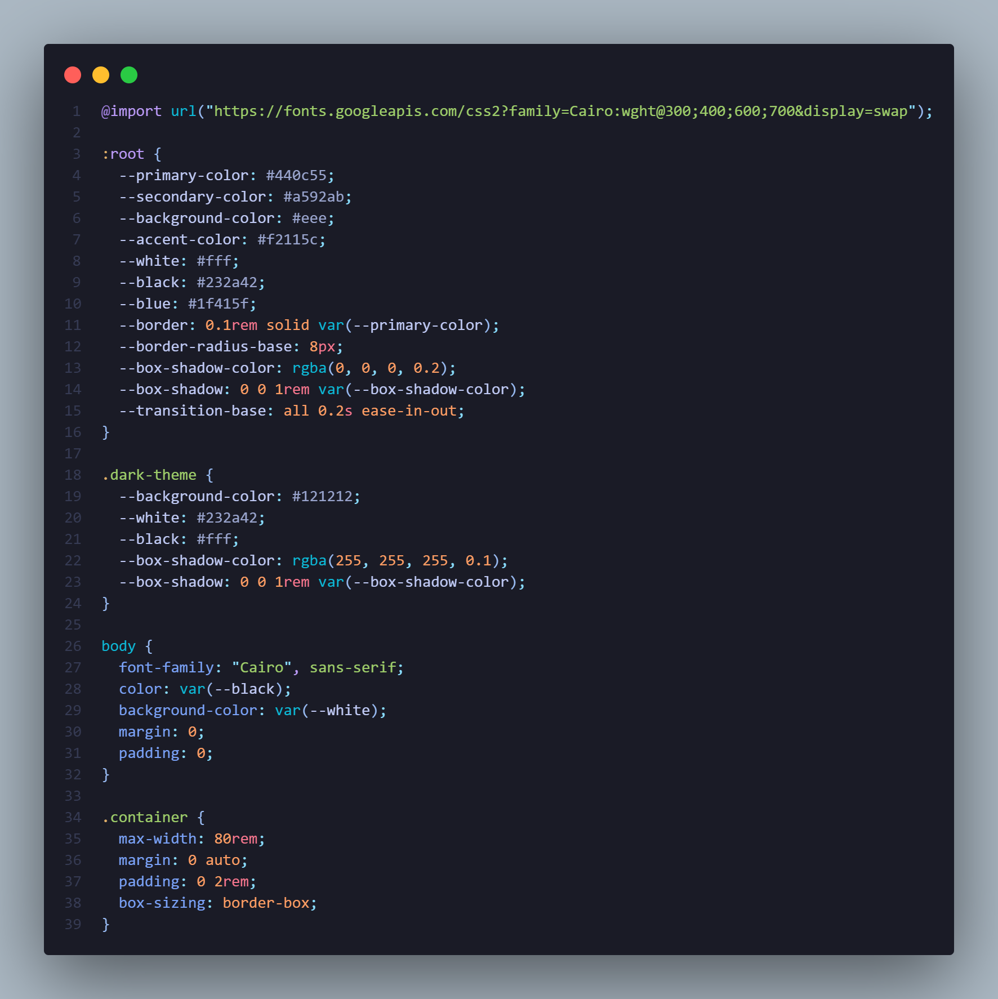 1 @import url("https://fonts.googleapis.com/css2?family=Cairo:wght@300;400;600;700&display=swap");
2
3 :root {
4   --primary-color: #440c55;
5   --secondary-color: #a592ab;
6   --background-color: #eee;
7   --accent-color: #f2115c;
8   --white: #fff;
9   --black: #232a42;
10   --blue: #1f415f;
11   --border: 0.1rem solid var(--primary-color);
12   --border-radius-base: 8px;
13   --box-shadow-color: rgba(0, 0, 0, 0.2);
14   --box-shadow: 0 0 1rem var(--box-shadow-color);
15   --transition-base: all 0.2s ease-in-out;
16 }
17
18 .dark-theme {
19   --background-color: #121212;
20   --white: #232a42;
21   --black: #fff;
22   --box-shadow-color: rgba(255, 255, 255, 0.1);
23   --box-shadow: 0 0 1rem var(--box-shadow-color);
24 }
25
26 body {
27   font-family: "Cairo", sans-serif;
28   color: var(--black);
29   background-color: var(--white);
30   margin: 0;
31   padding: 0;
32 }
33
34 .container {
35   max-width: 80rem;
36   margin: 0 auto;
37   padding: 0 2rem;
38   box-sizing: border-box;
39 }